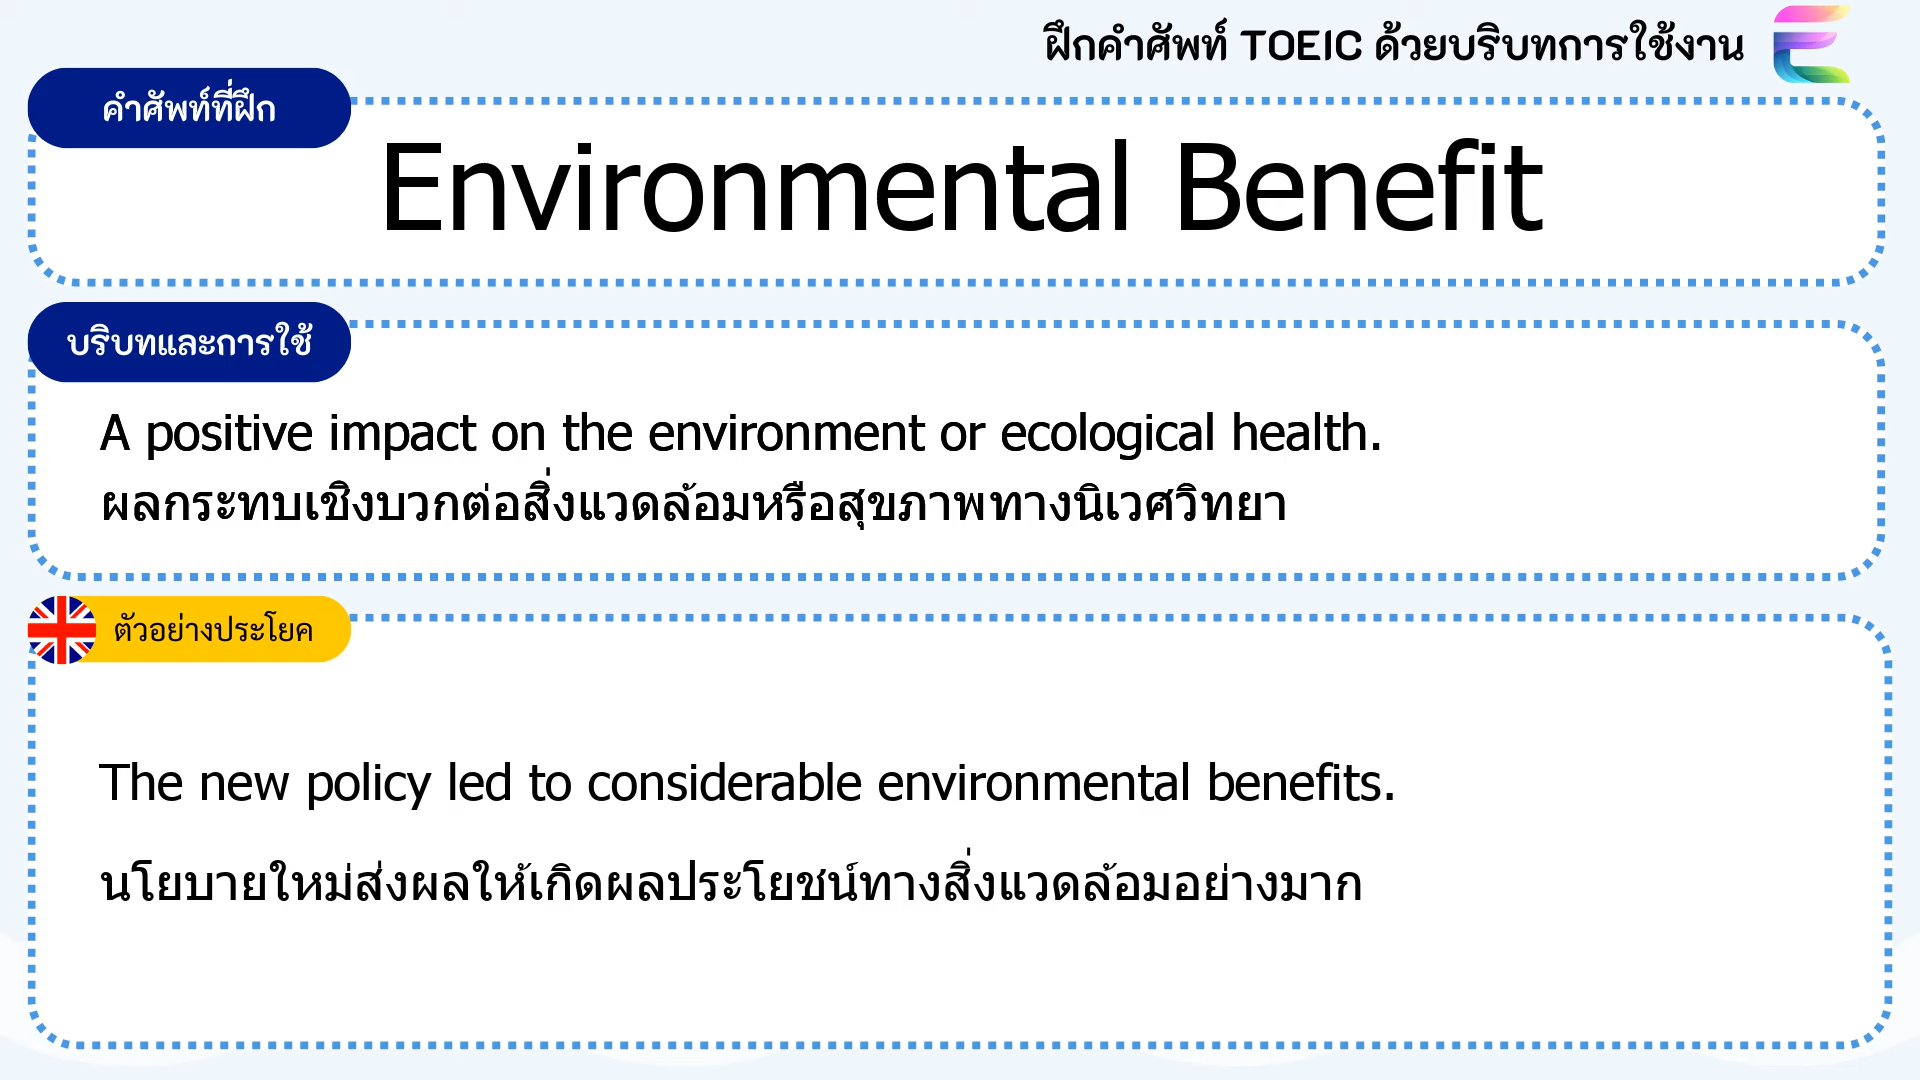 ฝึกคำศัพท์ TOEIC ด้วยบริบทการใช้งาน
คำศัพท์ที่ฝึก
Environmental Benefit
บริบทและการใช้
A positive impact on the environment or ecological health.
ผลกระทบเชิงบวกต่อสิ่งแวดล้อมหรือสุขภาพทางนิเวศวิทยา
ตัวอย่างประโยค
The new policy led to considerable environmental benefits.
นโยบายใหม่ส่งผลให้เกิดผลประโยชน์ทางสิ่งแวดล้อมอย่างมาก